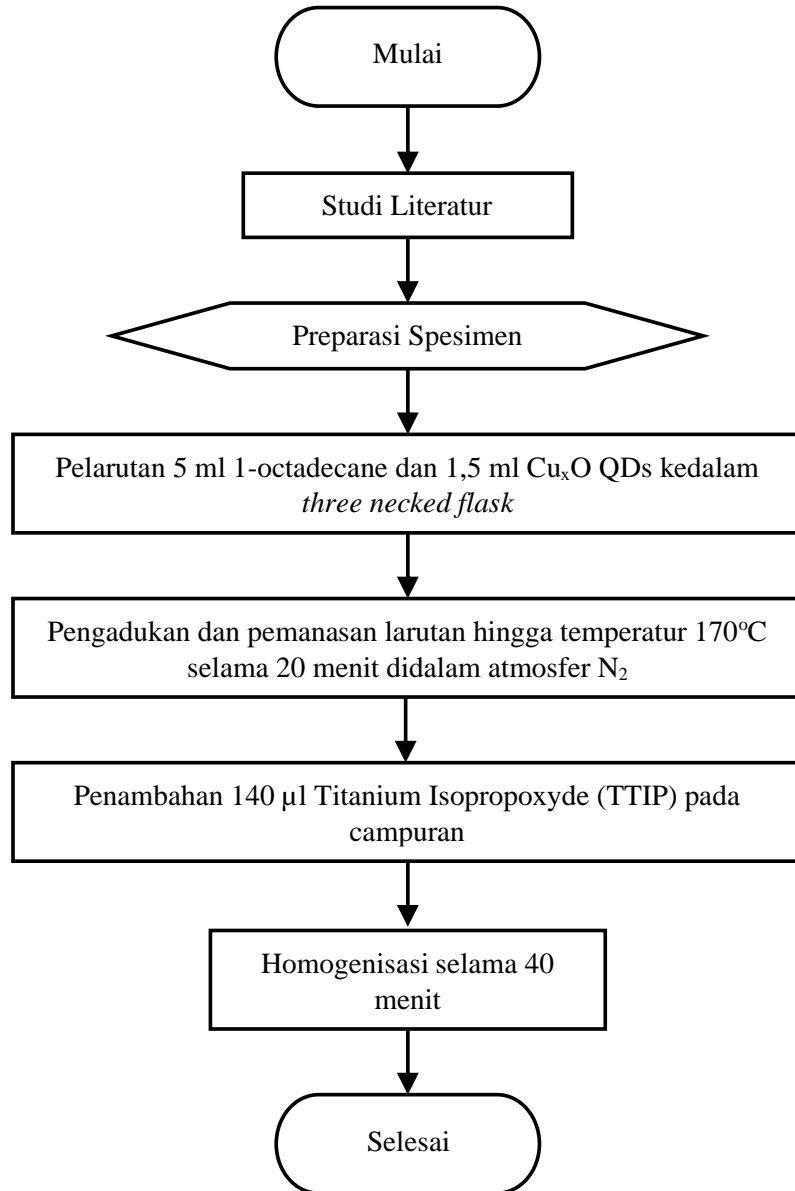 Mulai
Studi Literatur
Preparasi Spesimen
Pelarutan 5 ml 1-octadecane dan 1,5 ml CuₓO QDs kedalam
three necked flask
Pengadukan dan pemanasan larutan hingga temperatur 170°C
selama 20 menit didalam atmosfer N₂
Penambahan 140 µl Titanium Isopropoxyde (TTIP) pada
campuran
Homogenisasi selama 40
menit
Selesai